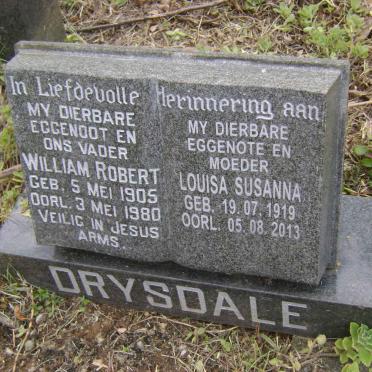 In Liefdevolle Herinnering aan
MY DIERBARE
EGGENOOT EN
ONS VADER
WILLIAM ROBERT
GEB. 5 MEI 1905
OORL. 3 MEI 1980
VEILIG IN JESUS
ARMS.
MY DIERBARE
EGGENOTE EN
MOEDER
LOUISA SUSANNA
GEB. 19.07.1919
OORL. 05.08.2013
DRYSDALE